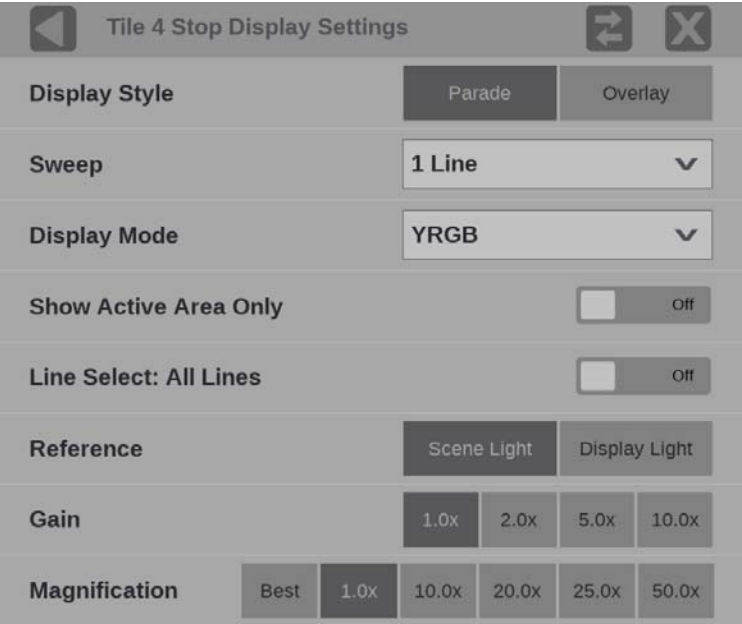 Tile 4 Stop Display Settings
Display Style Parade Overlay
Sweep 1 Line
Display Mode YRGB
Show Active Area Only Off
Line Select: All Lines Off
Reference Scene Light Display Light
Gain 1.0x 2.0x 5.0x 10.0x
Magnification Best 1.0x 10.0x 20.0x 25.0x 50.0x